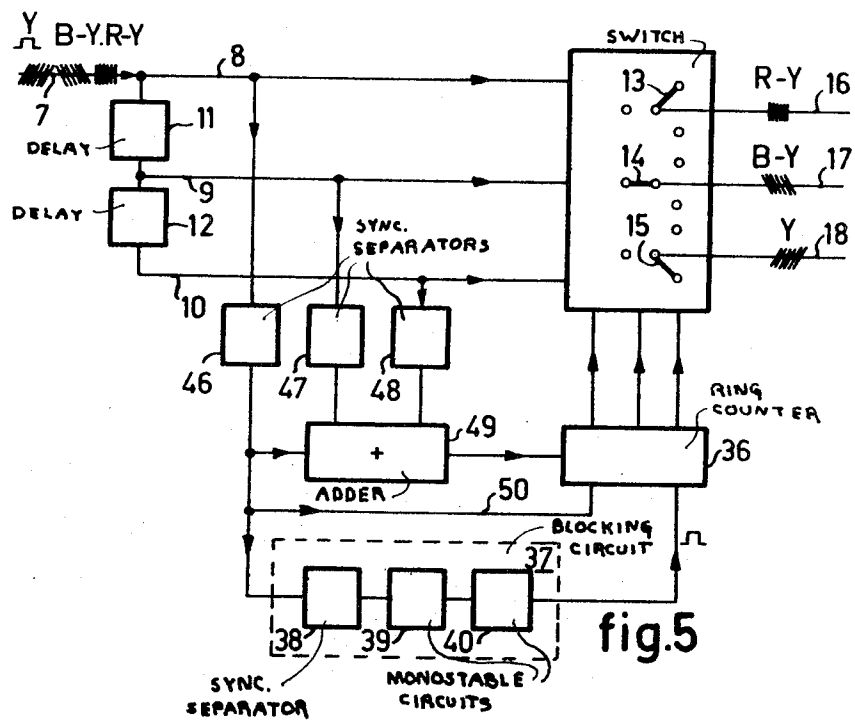 Y
B-Y.R-Y
7
8
SWITCH
13
R-Y
16
DELAY
11
9
14
B-Y
17
DELAY
12
SYNC.
SEPARATORS
15
Y
18
10
46
47
48
RING
COUNTER
49
36
+
ADDER
50
BLOCKING
CIRCUIT
37
38
39
40
fig.5
SYNC.
SEPARATOR
MONOSTABLE
CIRCUITS